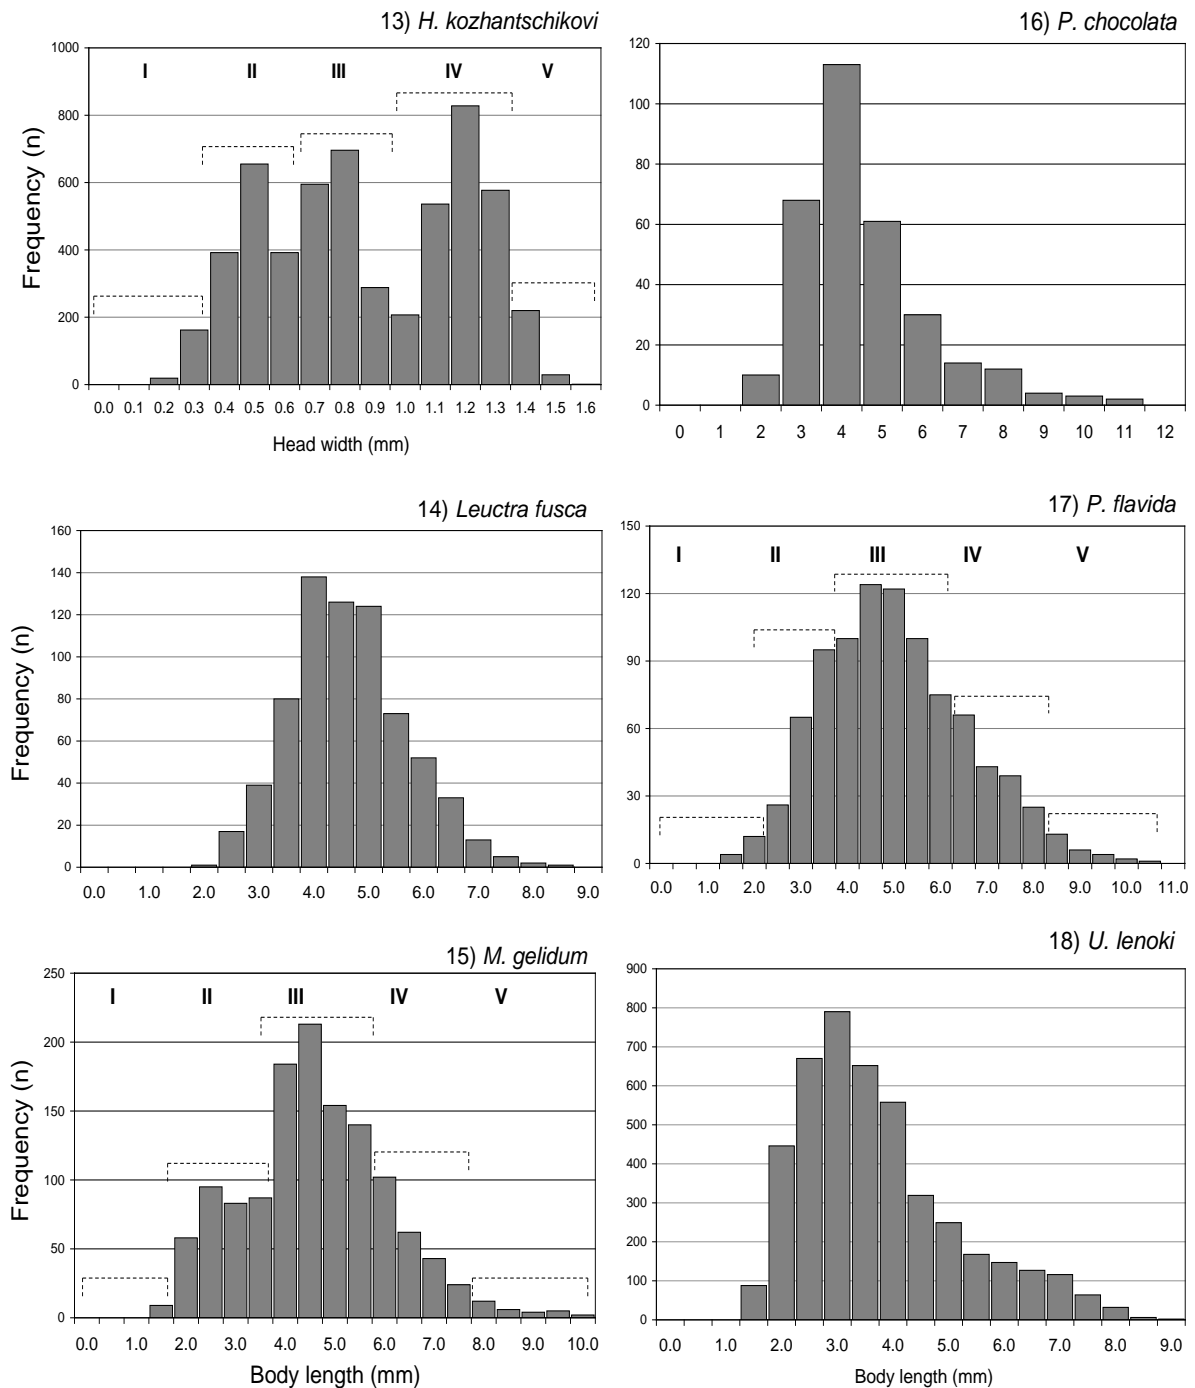 13) H. kozhantschikovi
Frequency (n)
1000
800
600
400
200
0
I II III IV V
0.0 0.1 0.2 0.3 0.4 0.5 0.6 0.7 0.8 0.9 1.0 1.1 1.2 1.3 1.4 1.5 1.6
Head width (mm)
16) P. chocolata
120
100
80
60
40
20
0
0 1 2 3 4 5 6 7 8 9 10 11 12
14) Leuctra fusca
Frequency (n)
160
140
120
100
80
60
40
20
0
0.0 1.0 2.0 3.0 4.0 5.0 6.0 7.0 8.0 9.0
17) P. flavida
150
120
90
60
30
0
I II III IV V
0.0 1.0 2.0 3.0 4.0 5.0 6.0 7.0 8.0 9.0 10.0 11.0
15) M. gelidum
Frequency (n)
250
200
150
100
50
0
I II III IV V
0.0 1.0 2.0 3.0 4.0 5.0 6.0 7.0 8.0 9.0 10.0
Body length (mm)
18) U. lenoki
900
800
700
600
500
400
300
200
100
0
0.0 1.0 2.0 3.0 4.0 5.0 6.0 7.0 8.0 9.0
Body length (mm)